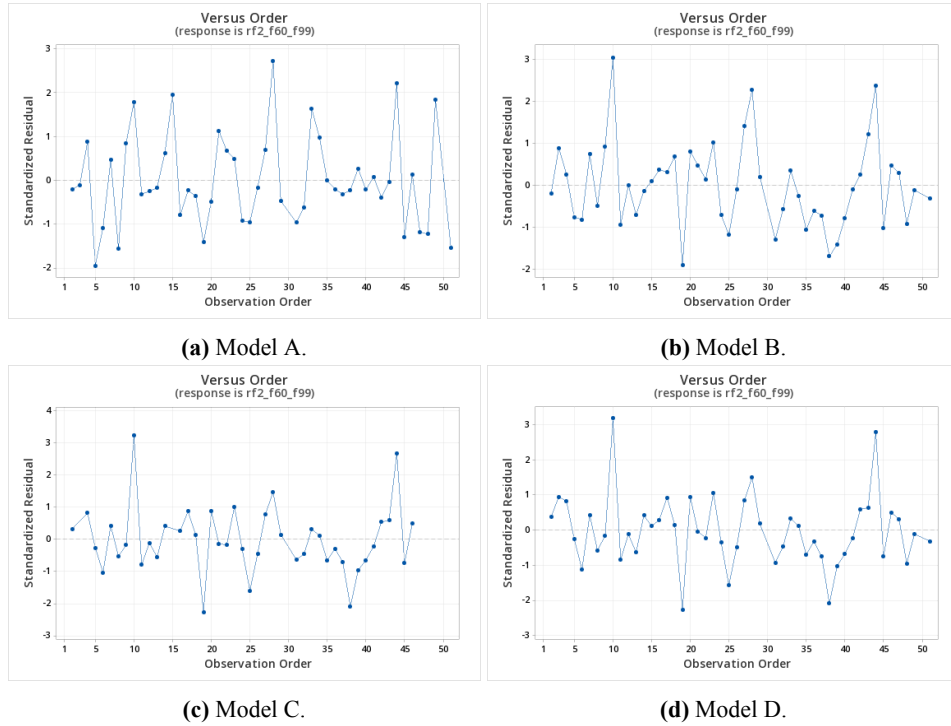 Versus Order
(response is rf2_f60_f99)
3
2
1
0
-1
-2
Standardized Residual
1 5 10 15 20 25 30 35 40 45 50
Observation Order
(a) Model A.
Versus Order
(response is rf2_f60_f99)
3
2
1
0
-1
-2
Standardized Residual
1 5 10 15 20 25 30 35 40 45 50
Observation Order
(b) Model B.
Versus Order
(response is rf2_f60_f99)
4
3
2
1
0
-1
-2
-3
Standardized Residual
1 5 10 15 20 25 30 35 40 45 50
Observation Order
(c) Model C.
Versus Order
(response is rf2_f60_f99)
3
2
1
0
-1
-2
-3
Standardized Residual
1 5 10 15 20 25 30 35 40 45 50
Observation Order
(d) Model D.